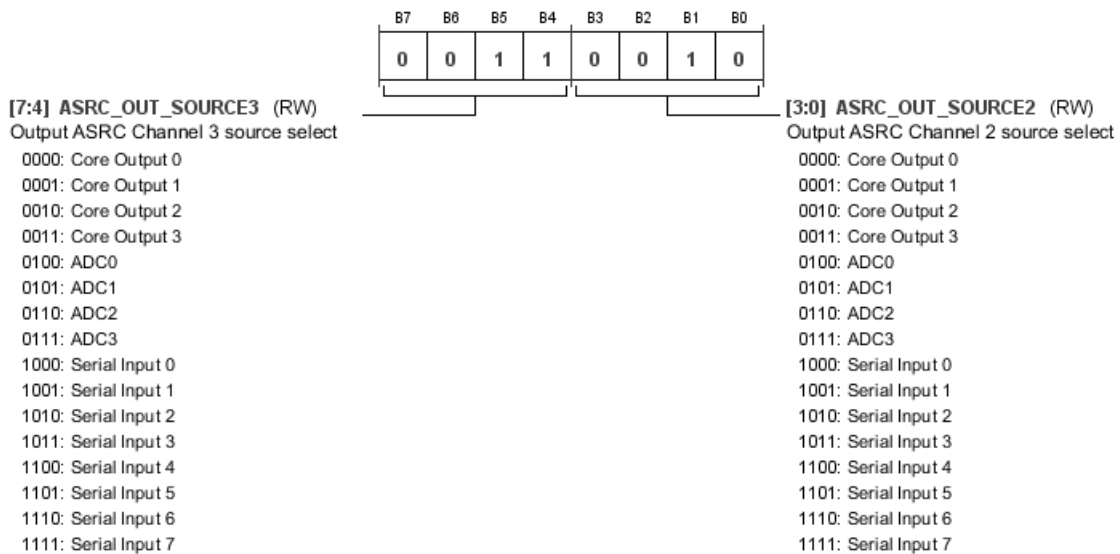 B7 B6 B5 B4 B3 B2 B1 B0
0 0 1 1 0 0 1 0
[7:4] ASRC_OUT_SOURCE3 (RW)
Output ASRC Channel 3 source select
0000: Core Output 0
0001: Core Output 1
0010: Core Output 2
0011: Core Output 3
0100: ADC0
0101: ADC1
0110: ADC2
0111: ADC3
1000: Serial Input 0
1001: Serial Input 1
1010: Serial Input 2
1011: Serial Input 3
1100: Serial Input 4
1101: Serial Input 5
1110: Serial Input 6
1111: Serial Input 7
[3:0] ASRC_OUT_SOURCE2 (RW)
Output ASRC Channel 2 source select
0000: Core Output 0
0001: Core Output 1
0010: Core Output 2
0011: Core Output 3
0100: ADC0
0101: ADC1
0110: ADC2
0111: ADC3
1000: Serial Input 0
1001: Serial Input 1
1010: Serial Input 2
1011: Serial Input 3
1100: Serial Input 4
1101: Serial Input 5
1110: Serial Input 6
1111: Serial Input 7